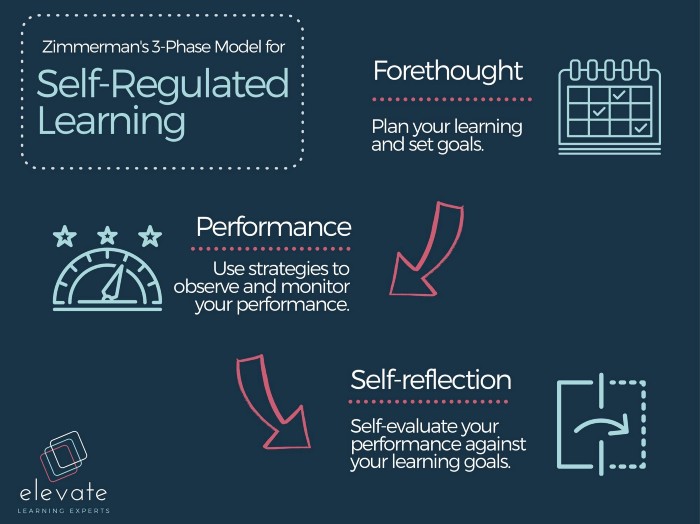 Zimmerman's 3-Phase Model for
Self-Regulated
Learning
Forethought
Plan your learning
and set goals.
Performance
Use strategies to
observe and monitor
your performance.
Self-reflection
Self-evaluate your
performance against
your learning goals.
elevate
LEARNING EXPERTS